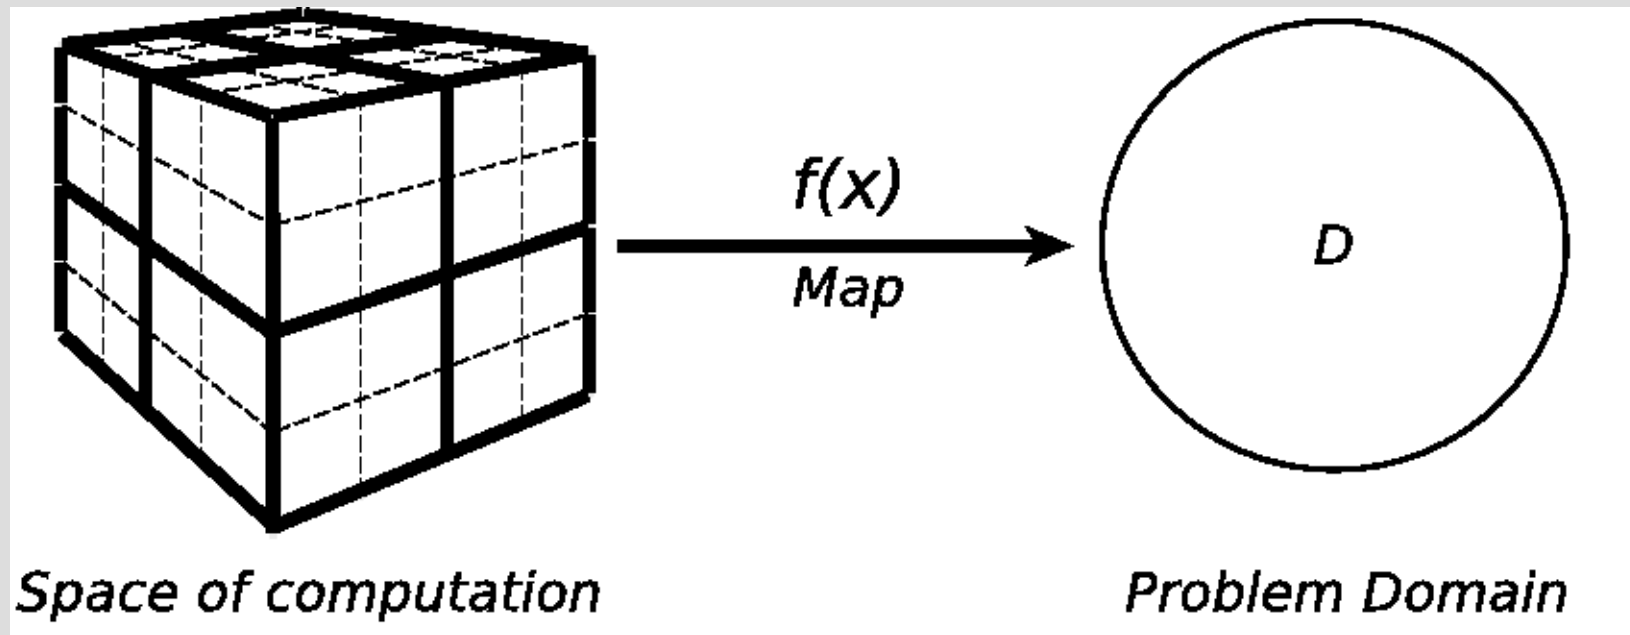 f(x)
Map
D
Space of computation
Problem Domain